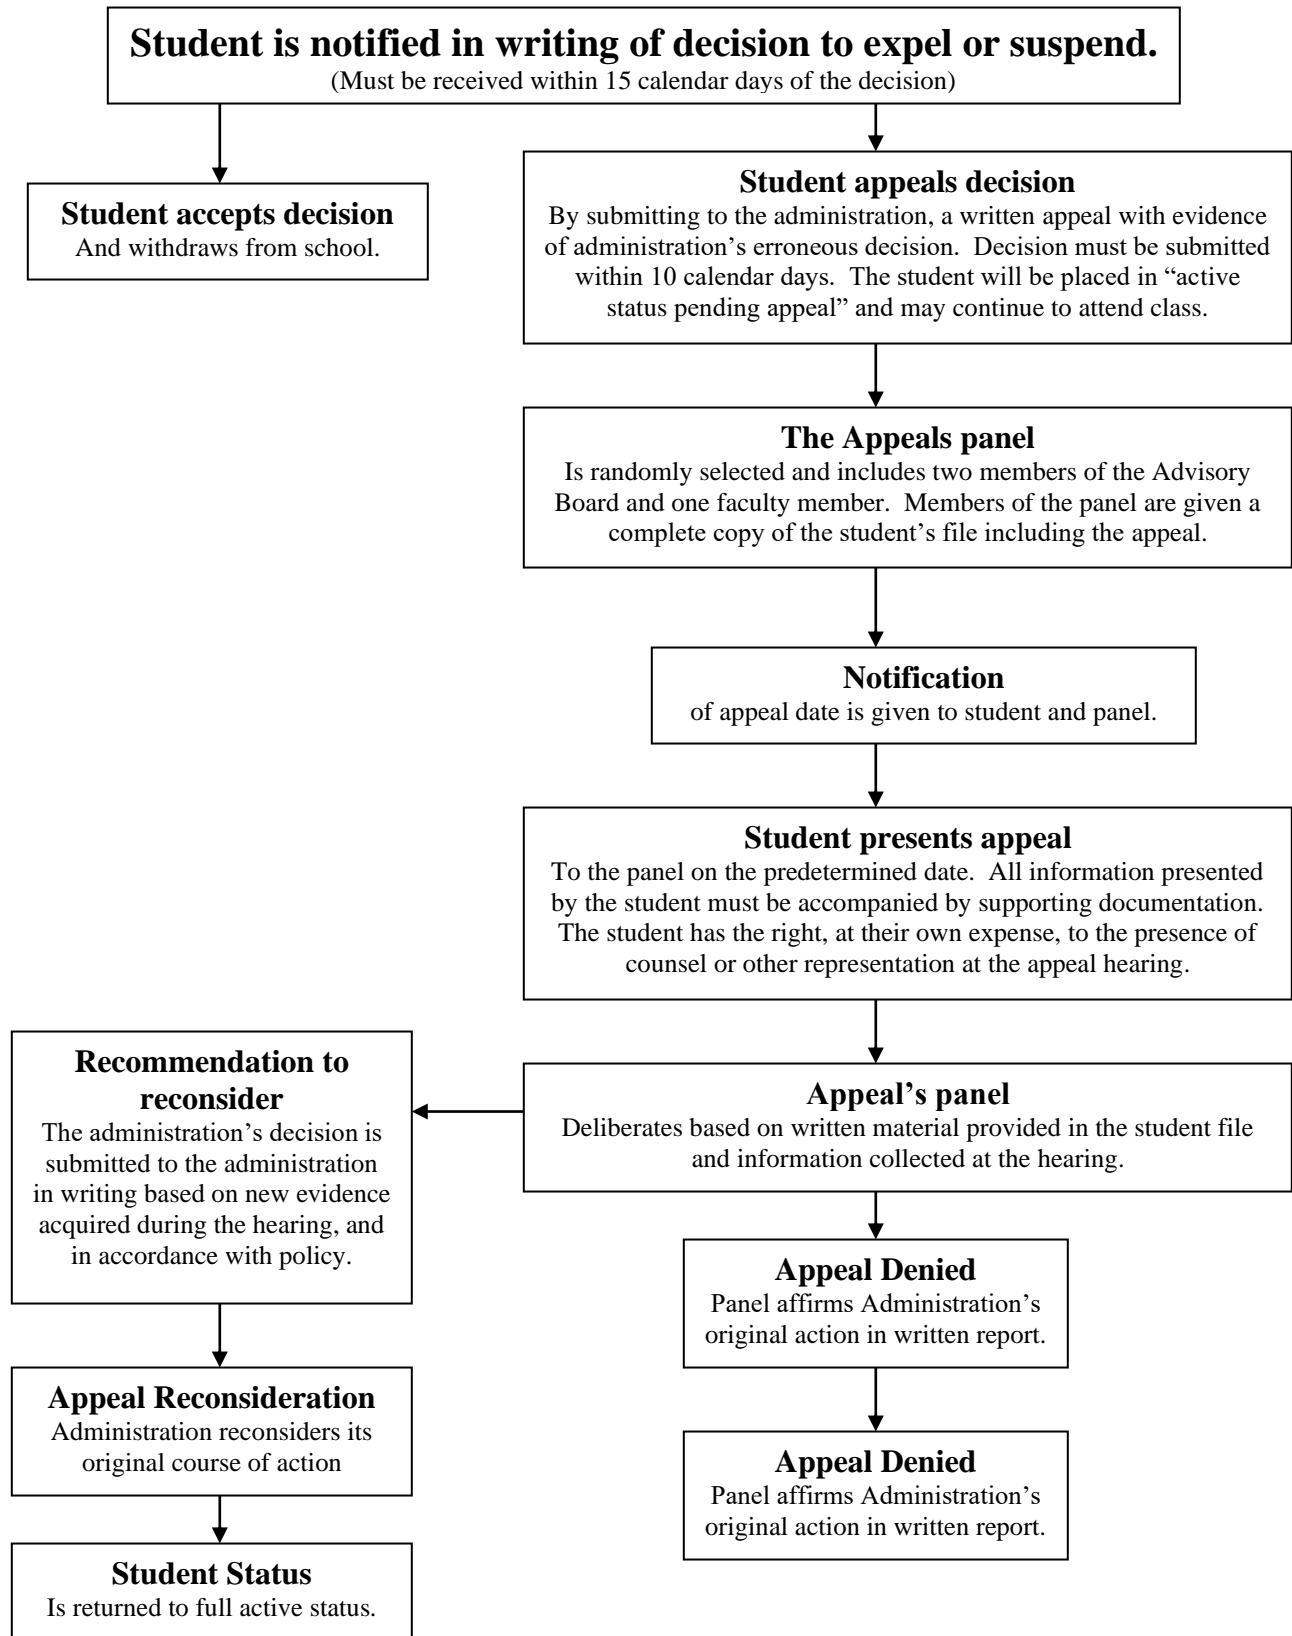 Student is notified in writing of decision to expel or suspend.
(Must be received within 15 calendar days of the decision)
Student accepts decision
And withdraws from school.
Student appeals decision
By submitting to the administration, a written appeal with evidence
of administration’s erroneous decision.  Decision must be submitted
within 10 calendar days.  The student will be placed in “active
status pending appeal” and may continue to attend class.
The Appeals panel
Is randomly selected and includes two members of the Advisory
Board and one faculty member.  Members of the panel are given a
complete copy of the student’s file including the appeal.
Notification
of appeal date is given to student and panel.
Student presents appeal
To the panel on the predetermined date.  All information presented
by the student must be accompanied by supporting documentation.
The student has the right, at their own expense, to the presence of
counsel or other representation at the appeal hearing.
Appeal’s panel
Deliberates based on written material provided in the student file
and information collected at the hearing.
Recommendation to
reconsider
The administration’s decision is
submitted to the administration
in writing based on new evidence
acquired during the hearing, and
in accordance with policy.
Appeal Denied
Panel affirms Administration’s
original action in written report.
Appeal Reconsideration
Administration reconsiders its
original course of action
Appeal Denied
Panel affirms Administration’s
original action in written report.
Student Status
Is returned to full active status.